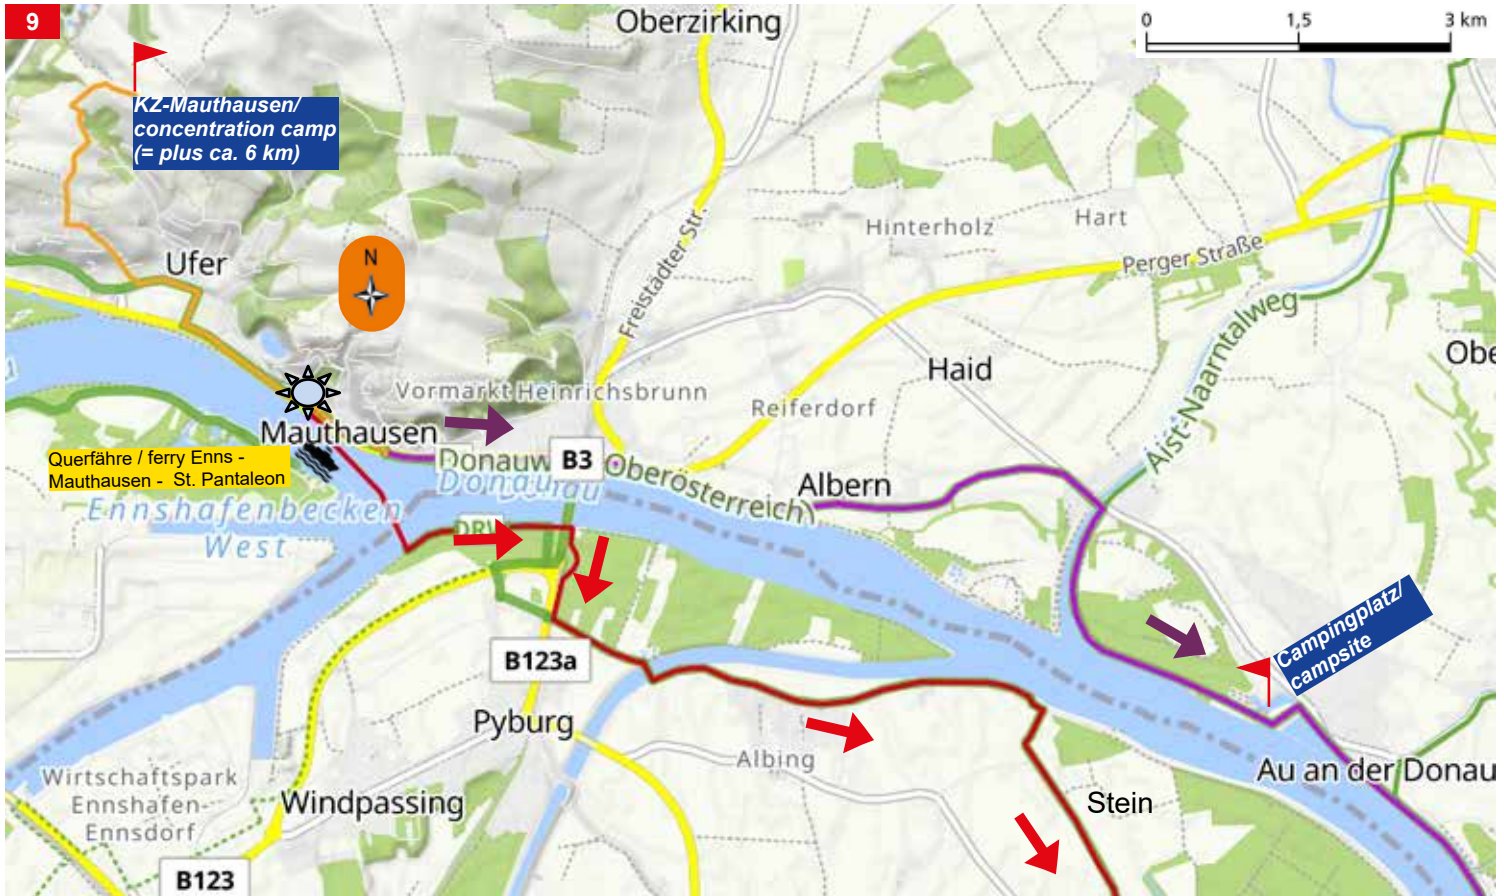 9
Oberzirking
0 1,5 3 km
KZ-Mauthausen/
concentration camp
(= plus ca. 6 km)
Ufer
N
Freistädter Str.
Hinterholz
Hart
Perger Straße
Aist-Naarntalweg
Haid
Obe
Vormarkt
Heinrichsbrunn
Reiferdorf
Mauthausen
Querfähre / ferry Enns -
Mauthausen - St. Pantaleon
Donauw
B3
Oberösterreich)
Albern
Ennshafenbecken
West
B123a
Campingplatz/
campsite
Pyburg
Albing
Au an der Donau
Wirtschaftspark
Ennshafen-
Ennsdorf
Windpassing
Stein
B123